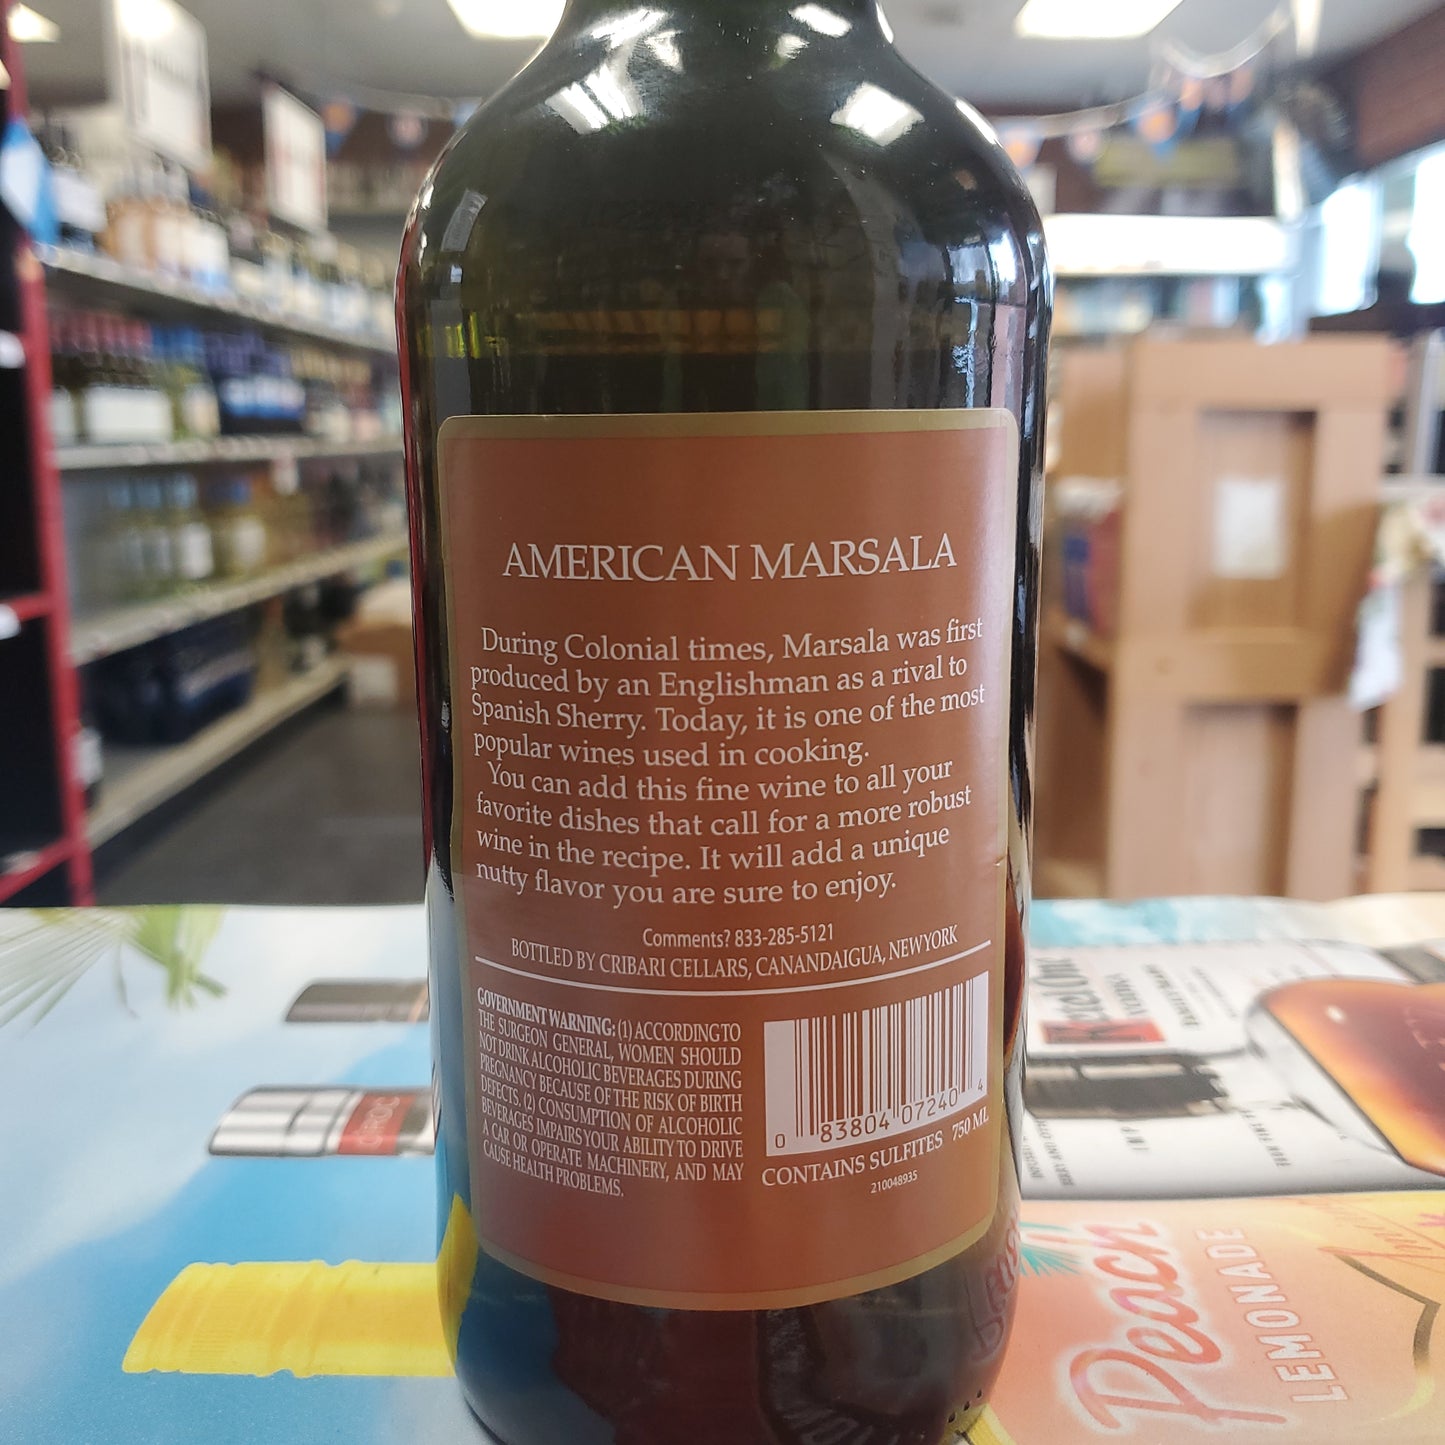 AMERICAN MARSALA
During Colonial times, Marsala was first
produced by an Englishman as a rival to
Spanish Sherry. Today, it is one of the most
popular wines used in cooking.
You can add this fine wine to all your
favorite dishes that call for a more robust
wine in the recipe. It will add a unique
nutty flavor you are sure to enjoy.
Comments? 833-285-5121
BOTTLED BY CRIBARI CELLARS, CANANDAIGUA, NEW YORK
GOVERNMENT WARNING: (1) ACCORDING TO
THE SURGEON GENERAL, WOMEN SHOULD
NOT DRINK ALCOHOLIC BEVERAGES DURING
PREGNANCY BECAUSE OF THE RISK OF BIRTH
DEFECTS. (2) CONSUMPTION OF ALCOHOLIC
BEVERAGES IMPAIRS YOUR ABILITY TO DRIVE
A CAR OR OPERATE MACHINERY, AND MAY
CAUSE HEALTH PROBLEMS.
0 83804 07240 4
CONTAINS SULFITES 750 ML
210048935
CIROC
Ketel One
Peach
LEMONADE